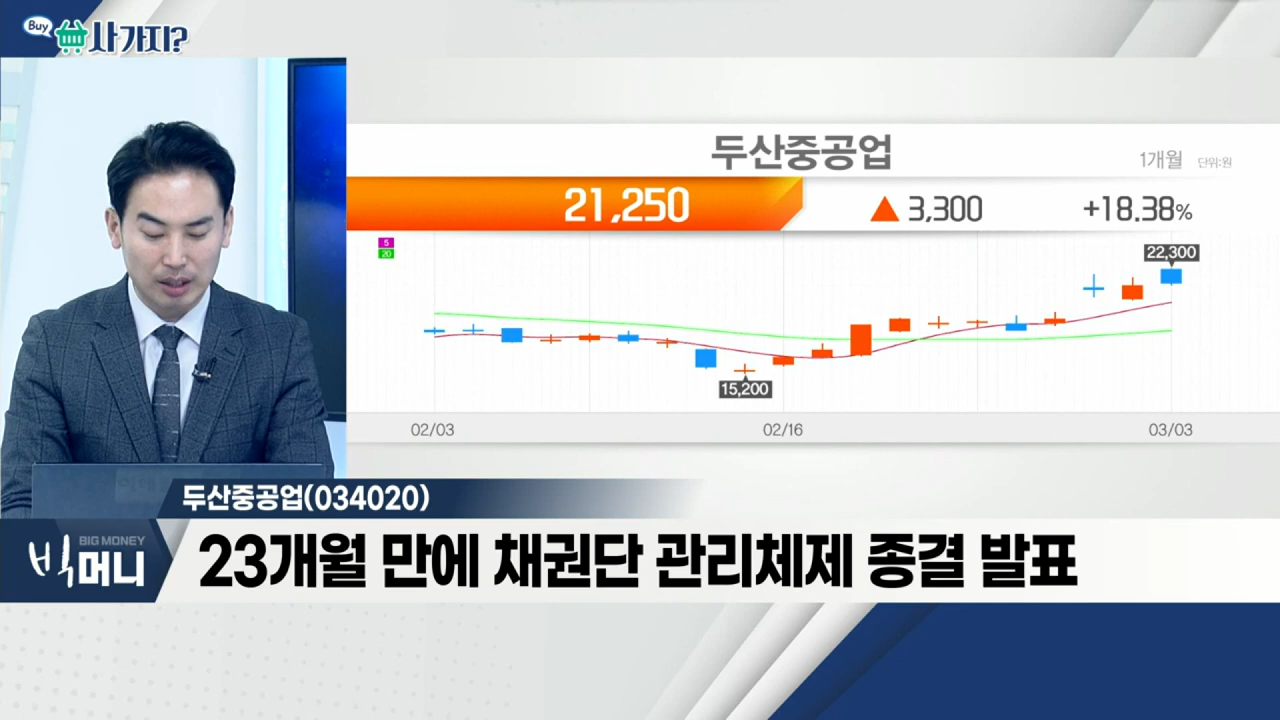 Buy
사가지?
두산중공업
1개월 단위:원
21,250 ▲ 3,300 +18.38%
5
20
22,300
15,200
02/03 02/16 03/03
두산중공업(034020)
BIG MONEY
빅머니
23개월 만에 채권단 관리체제 종결 발표